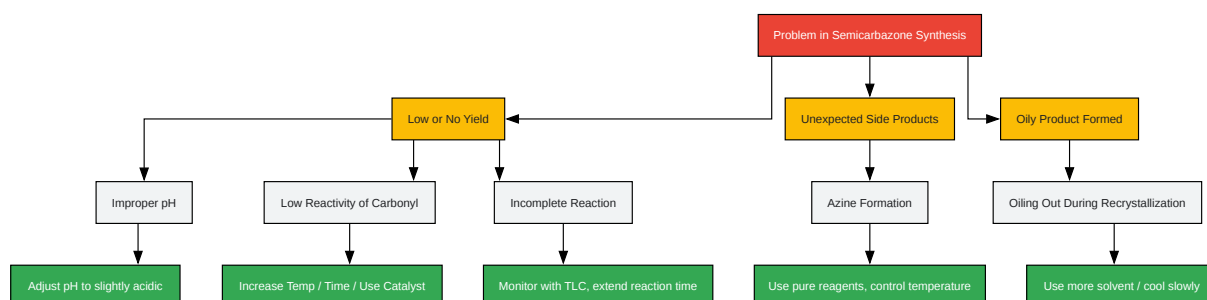 Problem in Semicarbazone Synthesis
Low or No Yield
Unexpected Side Products
Oily Product Formed
Improper pH
Low Reactivity of Carbonyl
Incomplete Reaction
Azine Formation
Oiling Out During Recrystallization
Adjust pH to slightly acidic
Increase Temp / Time / Use Catalyst
Monitor with TLC, extend reaction time
Use pure reagents, control temperature
Use more solvent / cool slowly